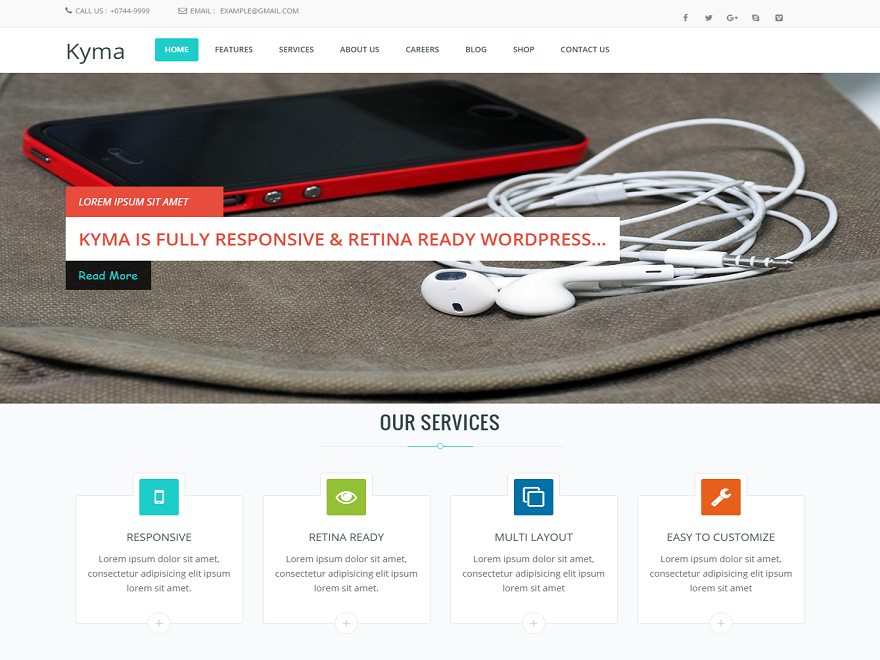 CALL US : +0744-9999 EMAIL : EXAMPLE@GMAIL.COM
Kyma HOME FEATURES SERVICES ABOUT US CAREERS BLOG SHOP CONTACT US
LOREM IPSUM SIT AMET
KYMA IS FULLY RESPONSIVE & RETINA READY WORDPRESS...
Read More
OUR SERVICES
RESPONSIVE
Lorem ipsum dolor sit amet,
consectetur adipisicing elit ipsum
lorem sit amet.
RETINA READY
Lorem ipsum dolor sit amet,
consectetur adipisicing elit ipsum
lorem sit amet.
MULTI LAYOUT
Lorem ipsum dolor sit amet,
consectetur adipisicing elit ipsum
lorem sit amet
EASY TO CUSTOMIZE
Lorem ipsum dolor sit amet,
consectetur adipisicing elit ipsum
lorem sit amet